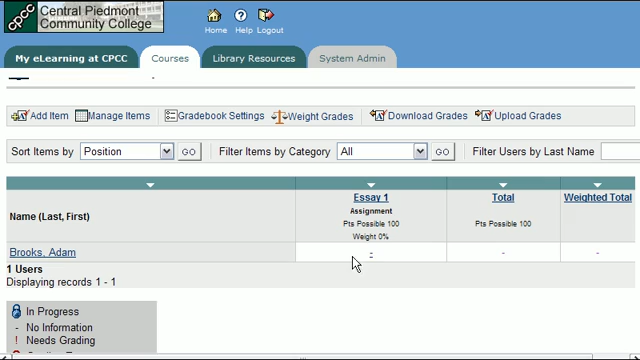 CPCC
Central Piedmont
Community College
Home
Help
Logout
My eLearning at CPCC
Courses
Library Resources
System Admin
Add Item
Manage Items
Gradebook Settings
Weight Grades
Download Grades
Upload Grades
Sort Items by
Position
GO
Filter Items by Category
All
GO
Filter Users by Last Name
Name (Last, First)
Essay 1
Assignment
Pts Possible 100
Weight 0%
Total
Pts Possible 100
Weighted Total
Brooks, Adam
-
-
-
1 Users
Displaying records 1 - 1
In Progress
- No Information
! Needs Grading